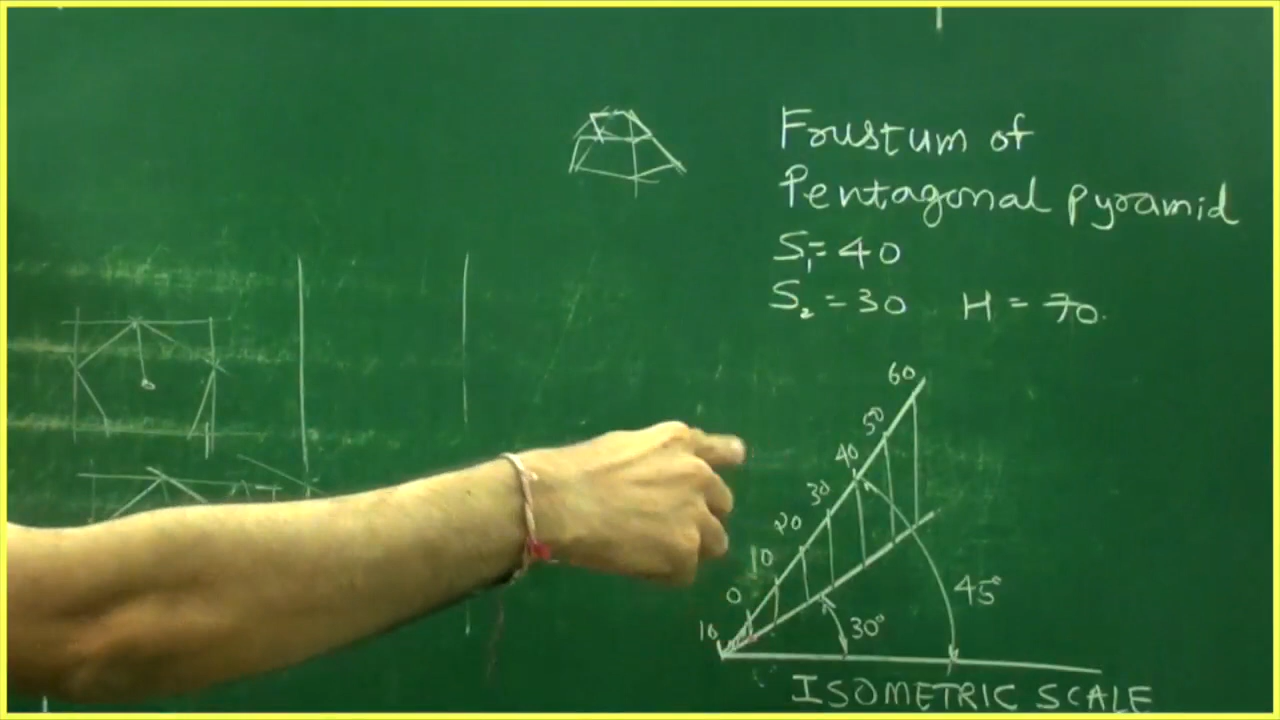 Frustum of
Pentagonal pyramid
S₁=40
S₂=30 H=70.
60
50
40
30
20
10
0
10
30°
45°
ISOMETRIC SCALE